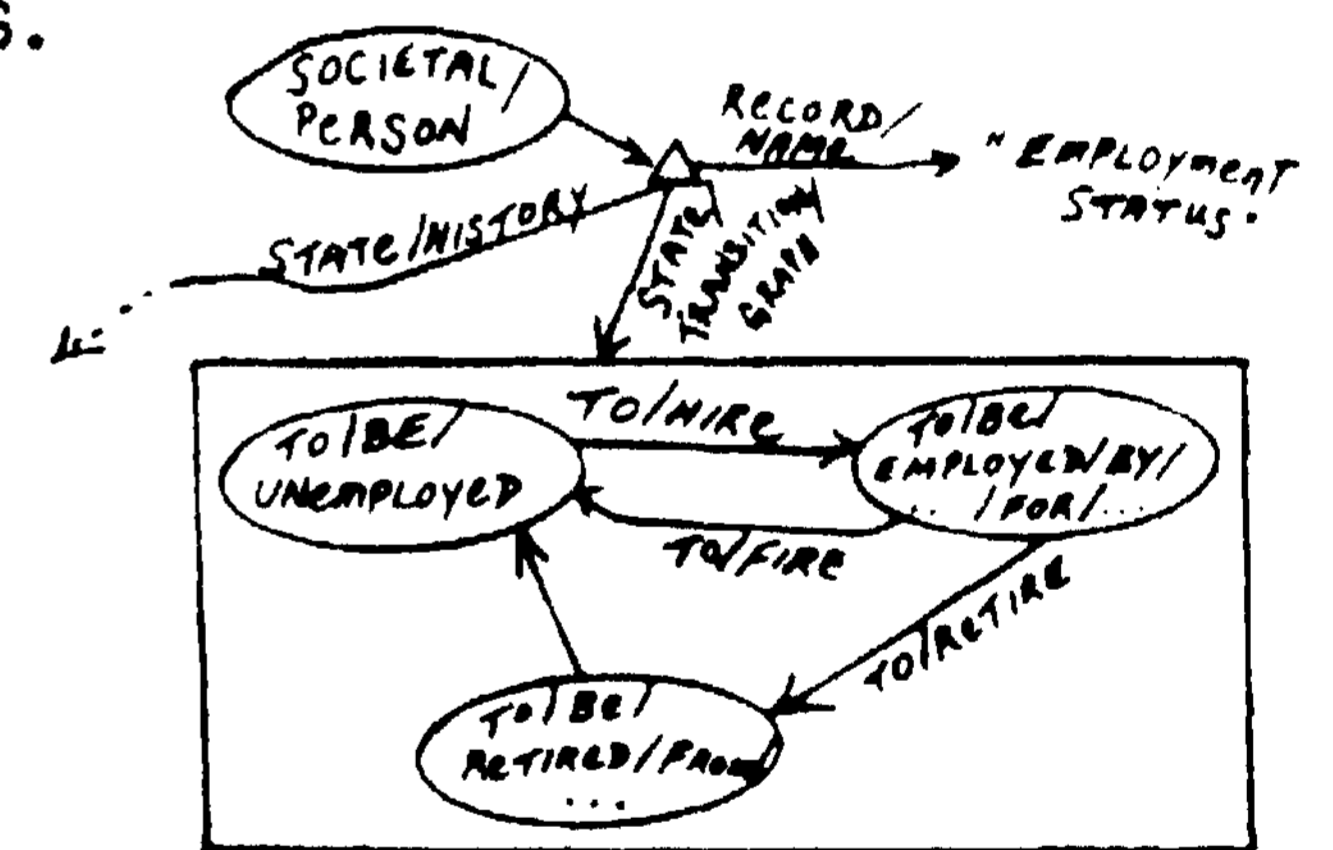 S.
SOCIETAL/
PERSON
RECORD/
NAME
"EMPLOYMENT
STATUS.
STATE/HISTORY
STATE/
TRANSITION/
GRAPH
TO/BE/
UNEMPLOYED
TO/HIRE
TO/BE/
EMPLOYED/BY/
.../FOR/...
TO/FIRE
TO/RETIRE
TO/BE/
RETIRED/FROM/
...